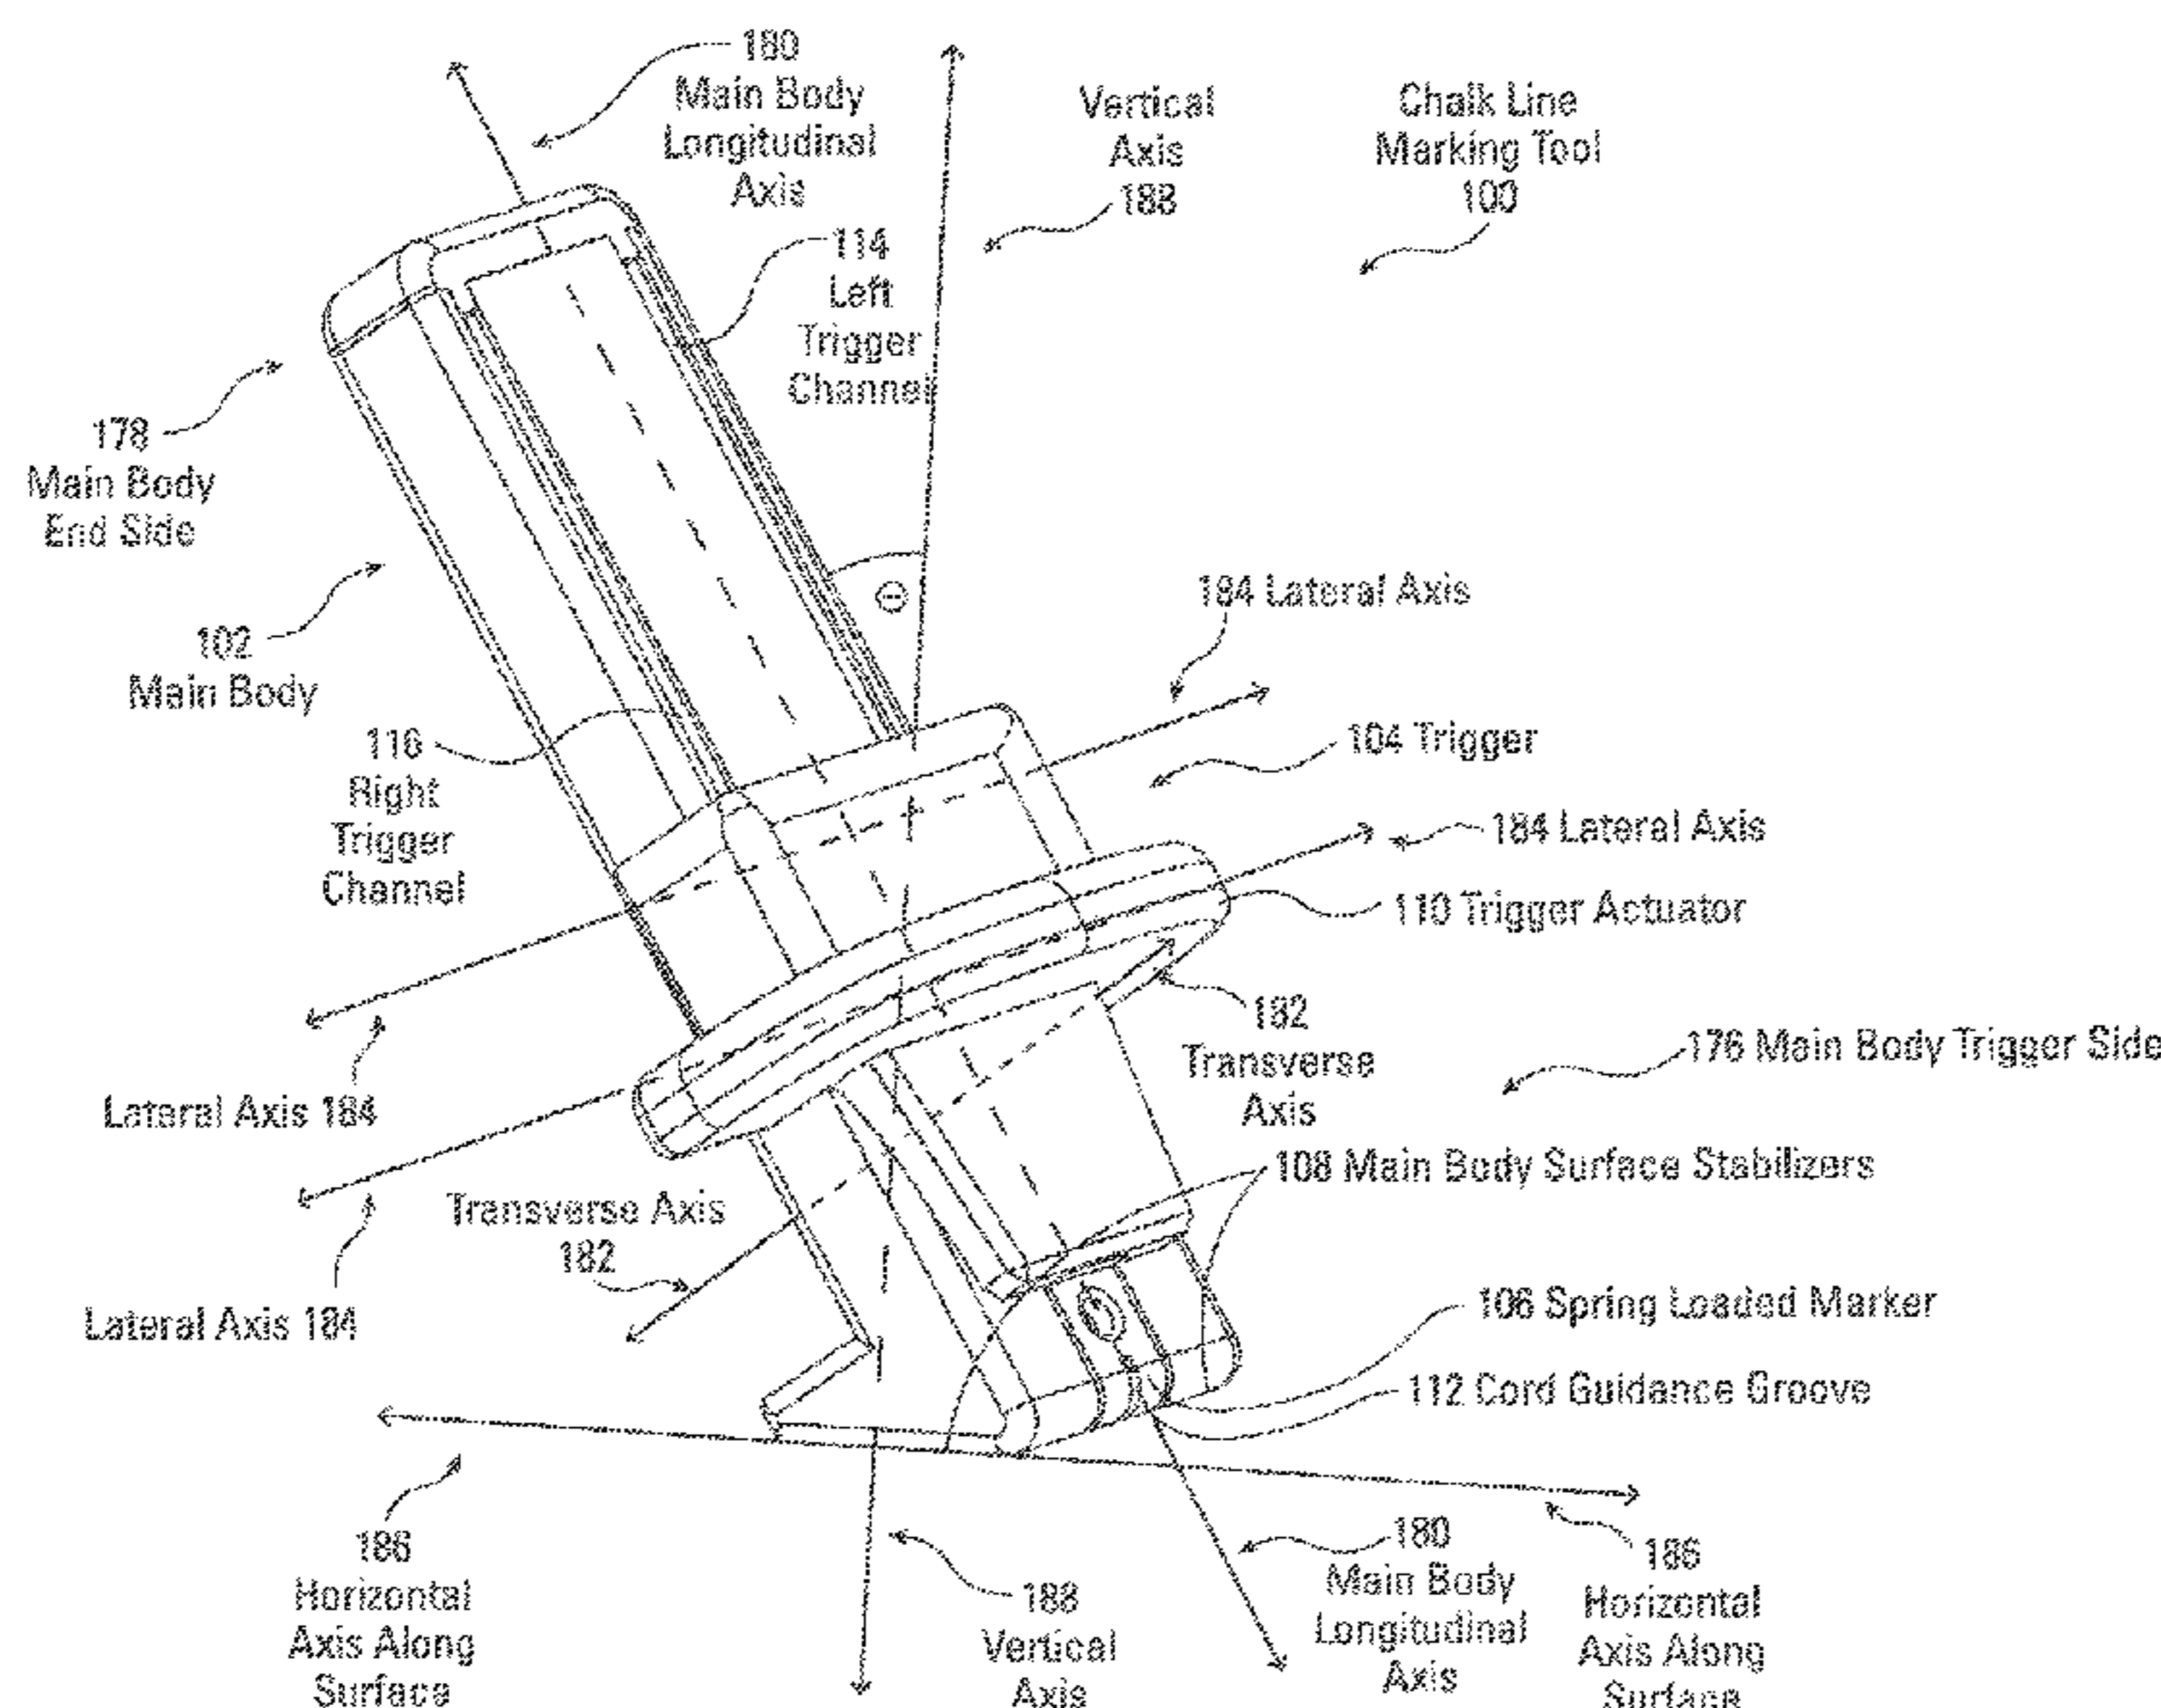 180
Main Body
Longitudinal
Axis
Vertical
Axis
188
Chalk Line
Marking Tool
100
114
Left
Trigger
Channel
178
Main Body
End Side
102
Main Body
Θ
184 Lateral Axis
104 Trigger
116
Right
Trigger
Channel
184 Lateral Axis
110 Trigger Actuator
182
Transverse
Axis
176 Main Body Trigger Side
Lateral Axis 184
108 Main Body Surface Stabilizers
Transverse Axis
182
Lateral Axis 184
106 Spring Loaded Marker
112 Cord Guidance Groove
186
Horizontal
Axis Along
Surface
188
Vertical
Axis
180
Main Body
Longitudinal
Axis
186
Horizontal
Axis Along
Surface